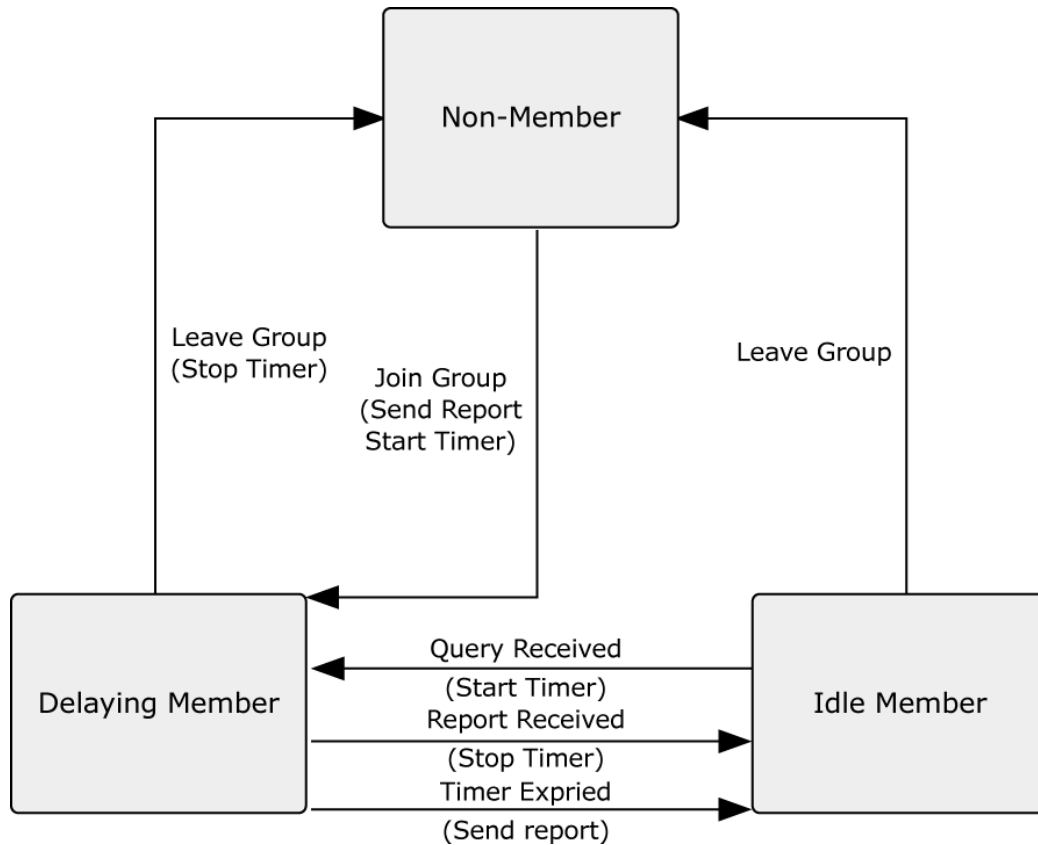 Non-Member
Leave Group
(Stop Timer)
Join Group
(Send Report
Start Timer)
Leave Group
Delaying Member
Query Received
(Start Timer)
Report Received
(Stop Timer)
Timer Expried
(Send report)
Idle Member